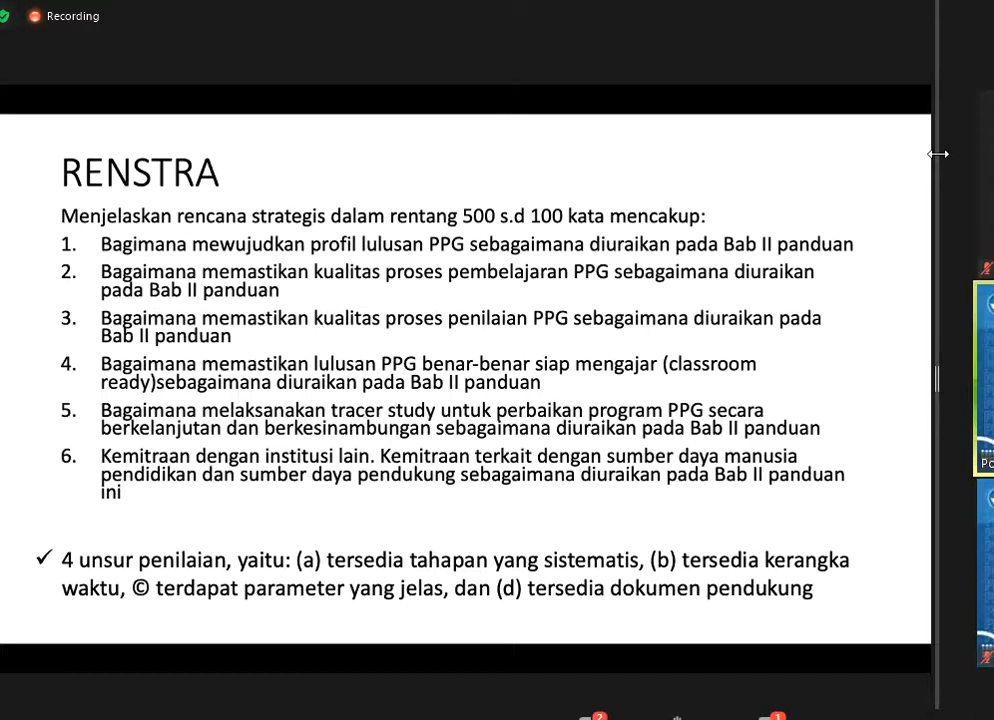 Recording
RENSTRA
Menjelaskan rencana strategis dalam rentang 500 s.d 100 kata mencakup:
1. Bagimana mewujudkan profil lulusan PPG sebagaimana diuraikan pada Bab II panduan
2. Bagaimana memastikan kualitas proses pembelajaran PPG sebagaimana diuraikan
pada Bab II panduan
3. Bagaimana memastikan kualitas proses penilaian PPG sebagaimana diuraikan pada
Bab II panduan
4. Bagaimana memastikan lulusan PPG benar-benar siap mengajar (classroom
ready)sebagaimana diuraikan pada Bab II panduan
5. Bagaimana melaksanakan tracer study untuk perbaikan program PPG secara
berkelanjutan dan berkesinambungan sebagaimana diuraikan pada Bab II panduan
6. Kemitraan dengan institusi lain. Kemitraan terkait dengan sumber daya manusia
pendidikan dan sumber daya pendukung sebagaimana diuraikan pada Bab II panduan
ini
✓ 4 unsur penilaian, yaitu: (a) tersedia tahapan yang sistematis, (b) tersedia kerangka
waktu, © terdapat parameter yang jelas, dan (d) tersedia dokumen pendukung
Po
2
1